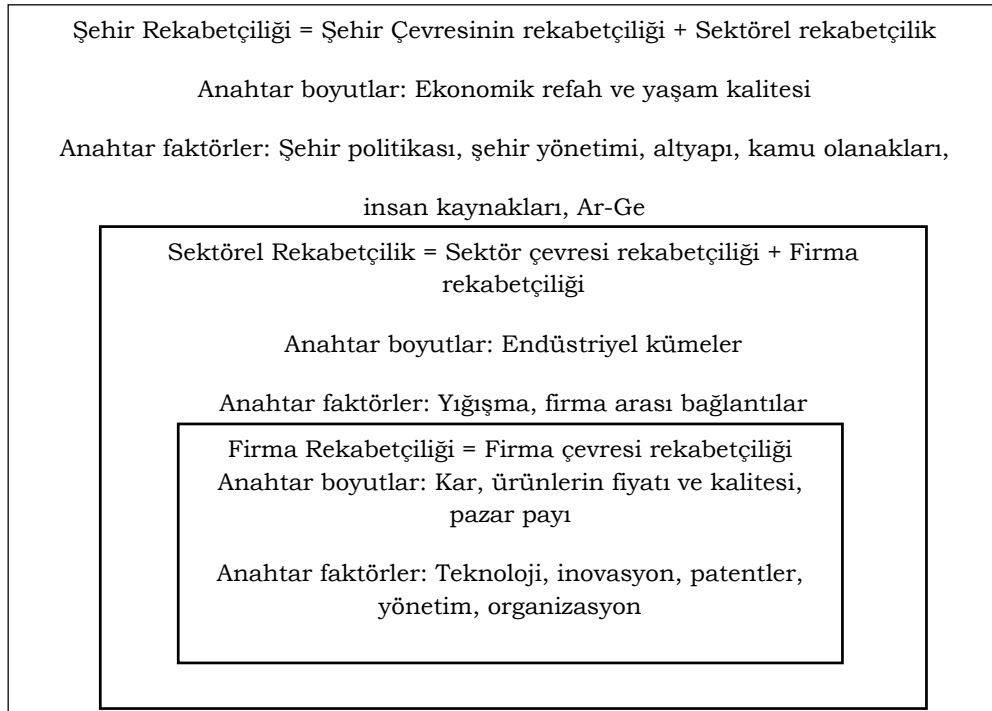 Şehir Rekabetçiliği = Şehir Çevresinin rekabetçiliği + Sektörel rekabetçilik
Anahtar boyutlar: Ekonomik refah ve yaşam kalitesi
Anahtar faktörler: Şehir politikası, şehir yönetimi, altyapı, kamu olanakları,
insan kaynakları, Ar-Ge
Sektörel Rekabetçilik = Sektör çevresi rekabetçiliği + Firma
rekabetçiliği
Anahtar boyutlar: Endüstriyel kümeler
Anahtar faktörler: Yığışma, firma arası bağlantılar
Firma Rekabetçiliği = Firma çevresi rekabetçiliği
Anahtar boyutlar: Kar, ürünlerin fiyatı ve kalitesi,
pazar payı
Anahtar faktörler: Teknoloji, inovasyon, patentler,
yönetim, organizasyon